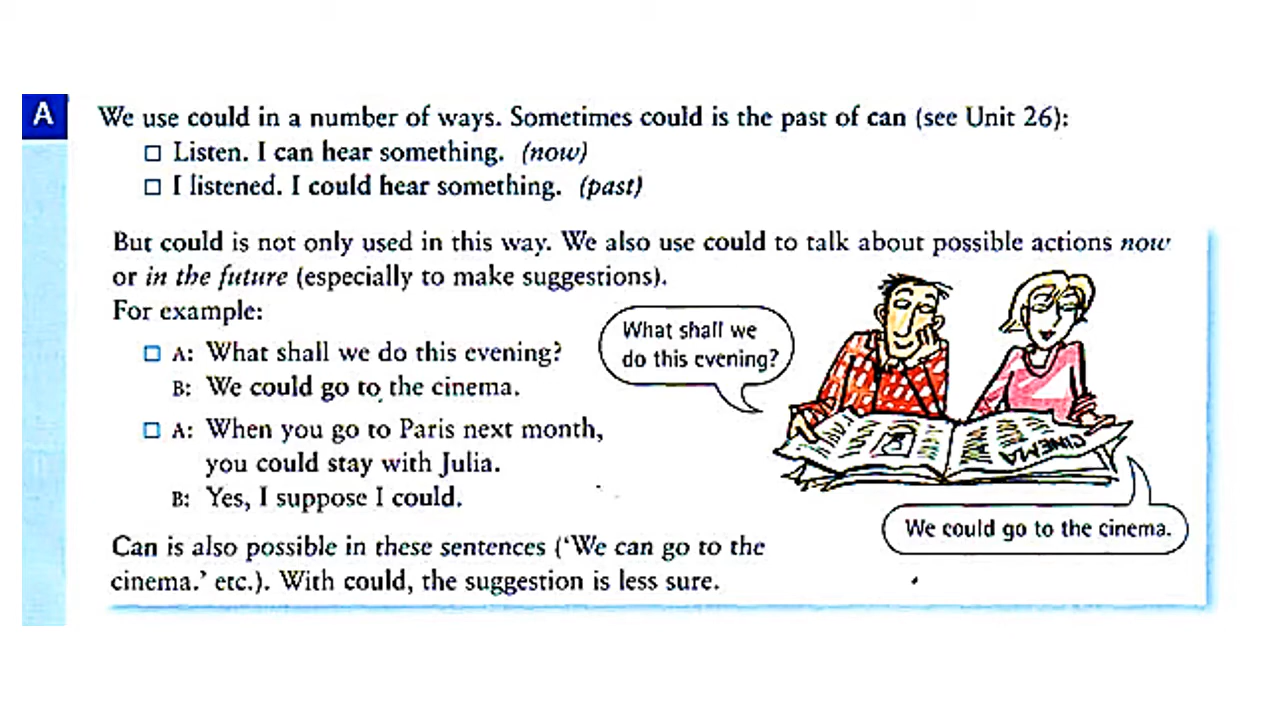 A
We use could in a number of ways. Sometimes could is the past of can (see Unit 26):
□ Listen. I can hear something. (now)
□ I listened. I could hear something. (past)
But could is not only used in this way. We also use could to talk about possible actions now
or in the future (especially to make suggestions).
For example:
□ A: What shall we do this evening?
B: We could go to the cinema.
□ A: When you go to Paris next month,
you could stay with Julia.
B: Yes, I suppose I could.
Can is also possible in these sentences (‘We can go to the
cinema.’ etc.). With could, the suggestion is less sure.
What shall we
do this evening?
CINEMA
We could go to the cinema.